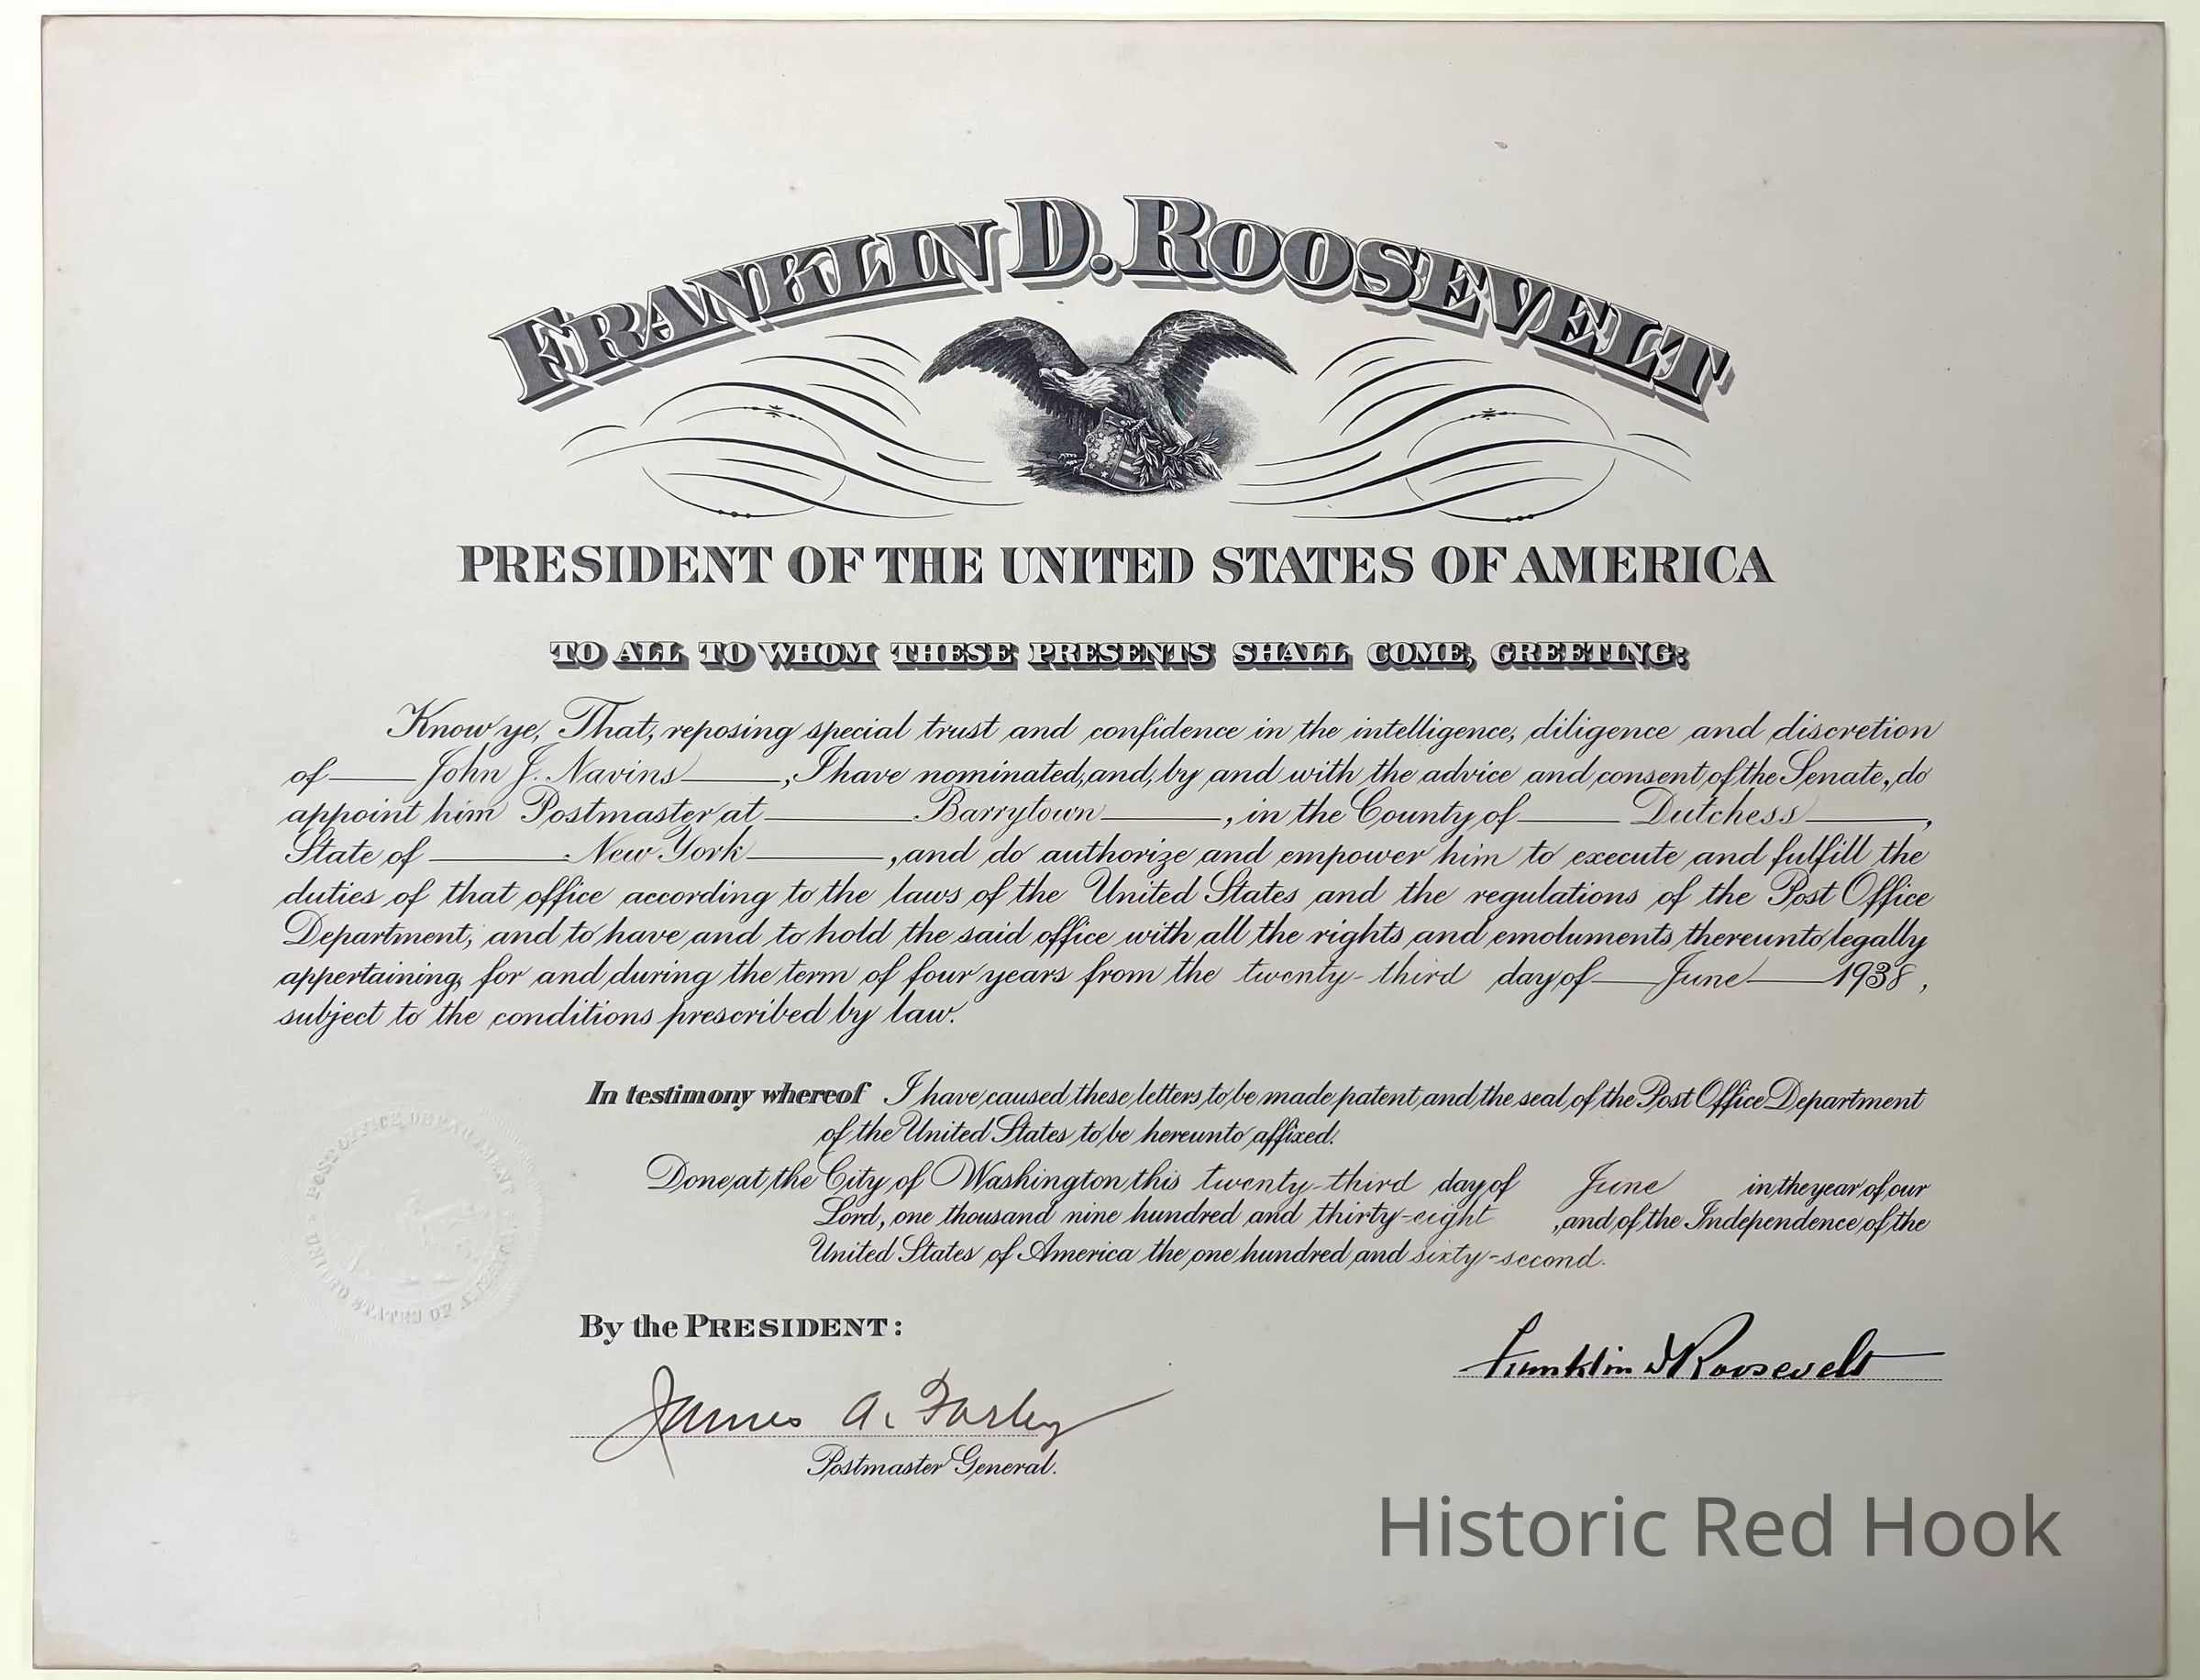 FRANKLIN D. ROOSEVELT
PRESIDENT OF THE UNITED STATES OF AMERICA
TO ALL TO WHOM THESE PRESENTS SHALL COME, GREETING:
Know ye, That, reposing special trust and confidence in the intelligence, diligence and discretion
of John J. Navins, I have nominated, and, by and with the advice and consent of the Senate, do
appoint him Postmaster at Barrytown, in the County of Dutchess,
State of New York, and do authorize and empower him to execute and fulfill the
duties of that office according to the laws of the United States and the regulations of the Post Office
Department, and to have and to hold the said office with all the rights and emoluments thereunto legally
appertaining, for and during the term of four years from the twenty-third day of June 1938,
subject to the conditions prescribed by law.
In testimony whereof I have caused these letters to be made patent and the seal of the Post Office Department
of the United States to be hereunto affixed.
Done at the City of Washington this twenty-third day of June in the year of our
Lord, one thousand nine hundred and thirty-eight, and of the Independence of the
United States of America the one hundred and sixty-second.
POST OFFICE DEPARTMENT
UNITED STATES OF AMERICA
By the PRESIDENT:
Franklin D Roosevelt
James A. Farley
Postmaster General.
Historic Red Hook